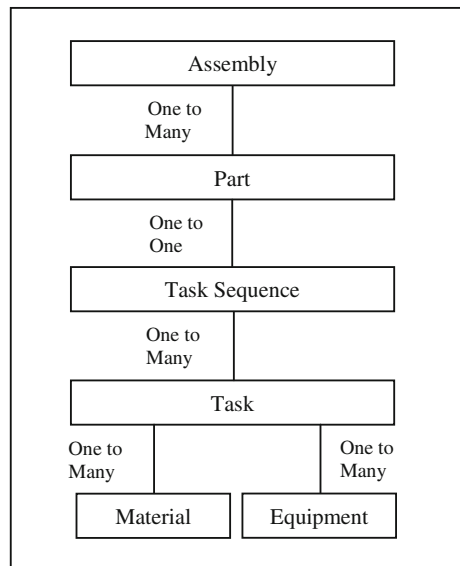 Assembly
One to
Many
Part
One to
One
Task Sequence
One to
Many
Task
One to
Many
One to
Many
Material
Equipment